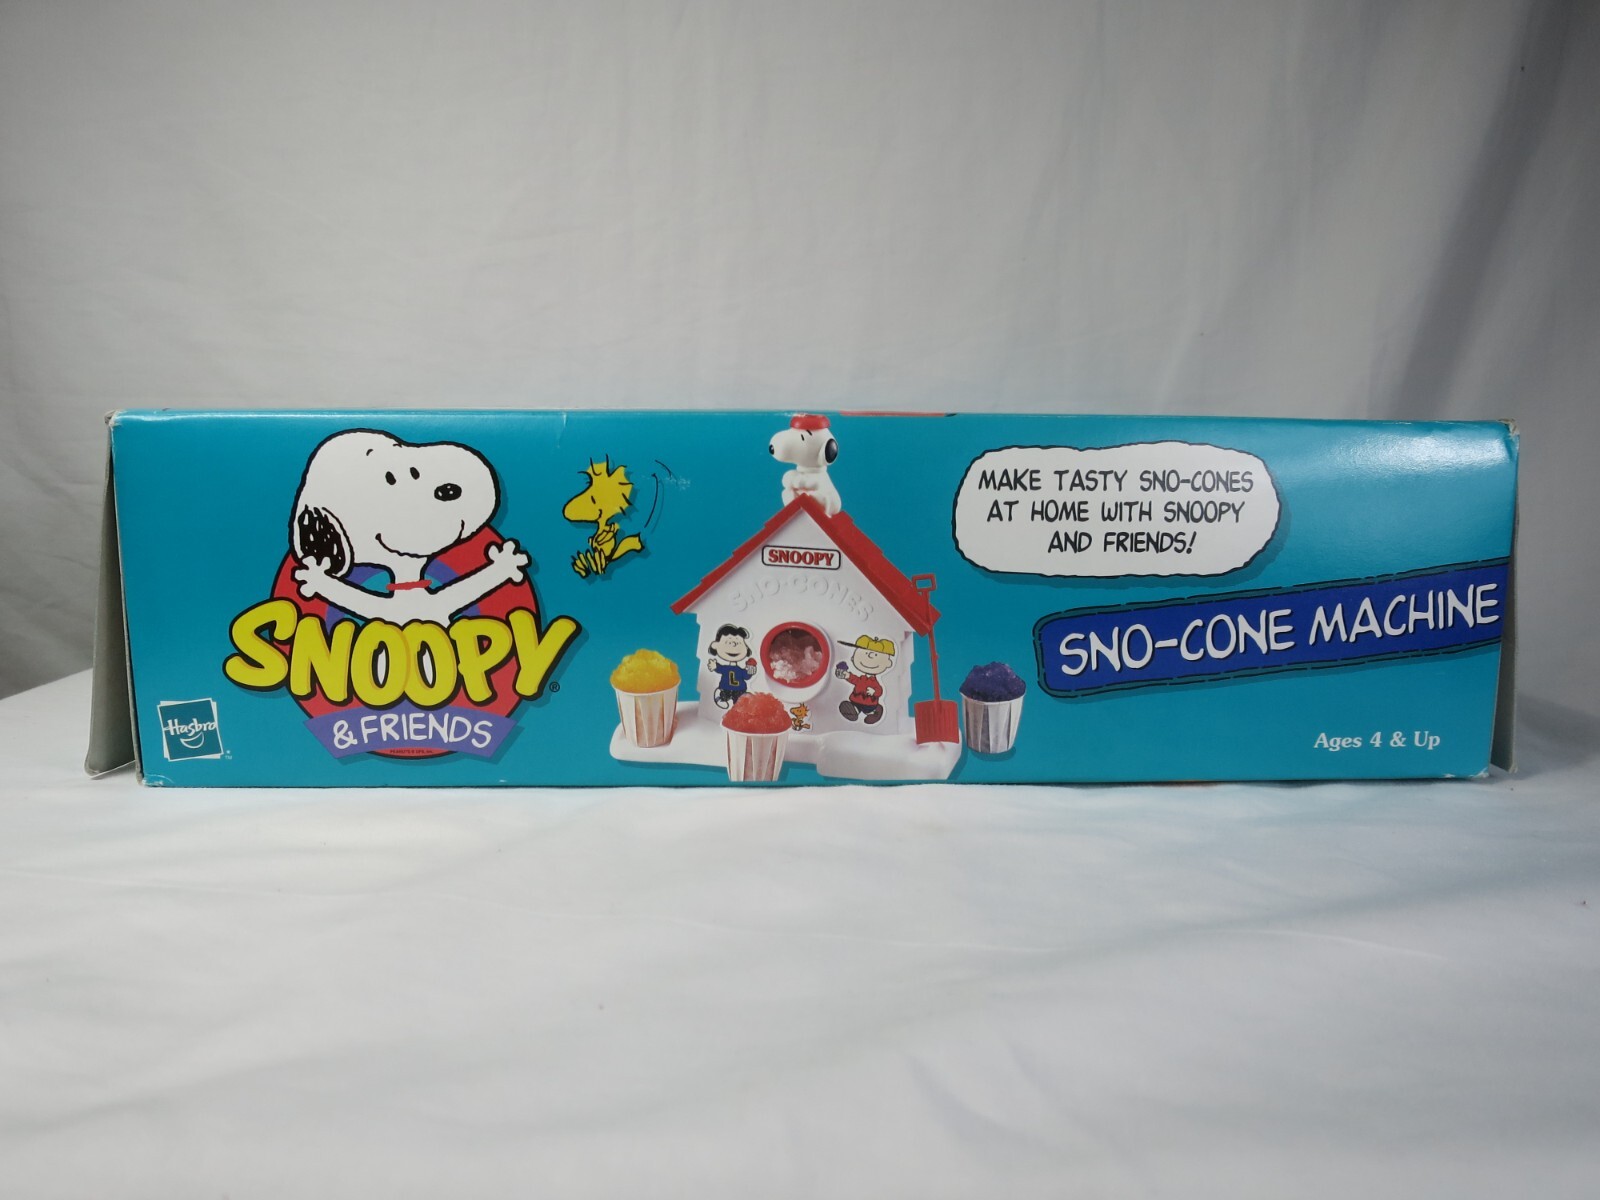 SNOOPY
& FRIENDS
Hasbro
SNOOPY
SNO-CONES
L
MAKE TASTY SNO-CONES
AT HOME WITH SNOOPY
AND FRIENDS!
SNO-CONE MACHINE
Ages 4 & Up